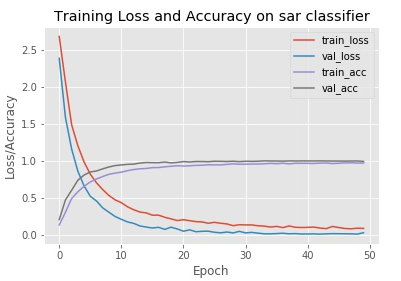 Training Loss and Accuracy on sar classifier
train_loss
val_loss
train_acc
val_acc
Loss/Accuracy
2.5
2.0
1.5
1.0
0.5
0.0
0 10 20 30 40 50
Epoch